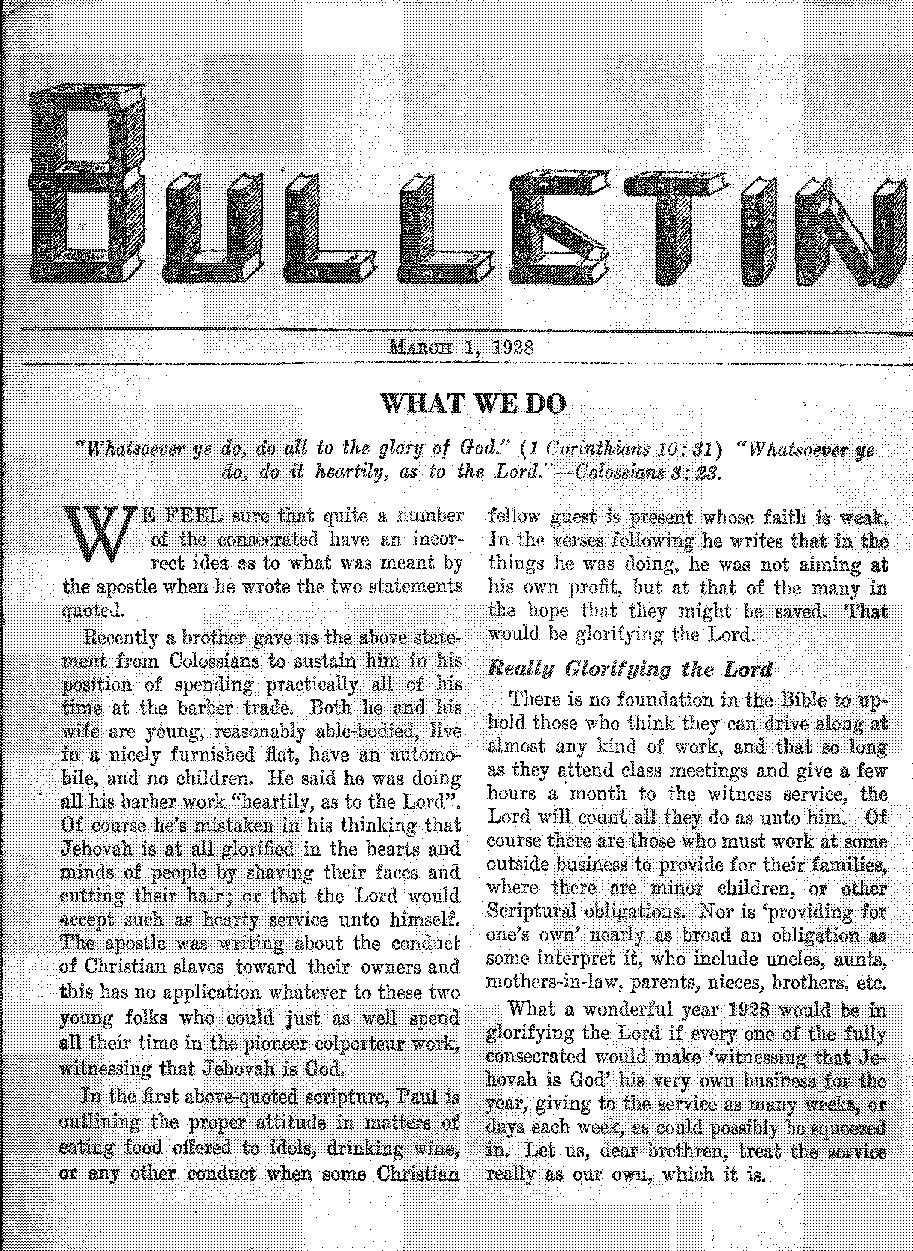 BULLETIN
MARCH 1, 1928
WHAT WE DO
"Whatsoever ye do, do all to the glory of God." (1 Corinthians 10:31) "Whatsoever ye
do, do it heartily, as to the Lord."—Colossians 3:23.
WE FEEL sure that quite a number
of the consecrated have an incor-
rect idea as to what was meant by
the apostle when he wrote the two statements
quoted.
Recently a brother gave us the above state-
ment from Colossians to sustain him in his
position of spending practically all of his
time at the barber trade. Both he and his
wife are young, reasonably able-bodied, live
in a nicely furnished flat, have an automo-
bile, and no children. He said he was doing
all his barber work "heartily, as to the Lord".
Of course he's mistaken in his thinking that
Jehovah is at all glorified in the hearts and
minds of people by shaving their faces and
cutting their hair; or that the Lord would
accept such as hearty service unto himself.
The apostle was writing about the conduct
of Christian slaves toward their owners and
this has no application whatever to these two
young folks who could just as well spend
all their time in the pioneer colporteur work,
witnessing that Jehovah is God.
In the first above-quoted scripture, Paul is
outlining the proper attitude in matters of
eating food offered to idols, drinking wine,
or any other conduct when some Christian
fellow guest is present whose faith is weak.
In the verses following he writes that in the
things he was doing, he was not aiming at
his own profit, but at that of the many in
the hope that they might be saved. That
would be glorifying the Lord.
Really Glorifying the Lord
There is no foundation in the Bible to up-
hold those who think they can drive along at
almost any kind of work, and that so long
as they attend class meetings and give a few
hours a month to the witness service, the
Lord will count all they do as unto him. Of
course there are those who must work at some
outside business to provide for their families,
where there are minor children, or other
Scriptural obligations. Nor is 'providing for
one's own' nearly as broad an obligation as
some interpret it, who include uncles, aunts,
mothers-in-law, parents, nieces, brothers, etc.
What a wonderful year 1928 would be in
glorifying the Lord if every one of the fully
consecrated would make 'witnessing that Je-
hovah is God' his very own business for the
year, giving to the service as many weeks, or
days each week, as could possibly be squeezed
in. Let us, dear brethren, treat the service
really as our own, which it is.